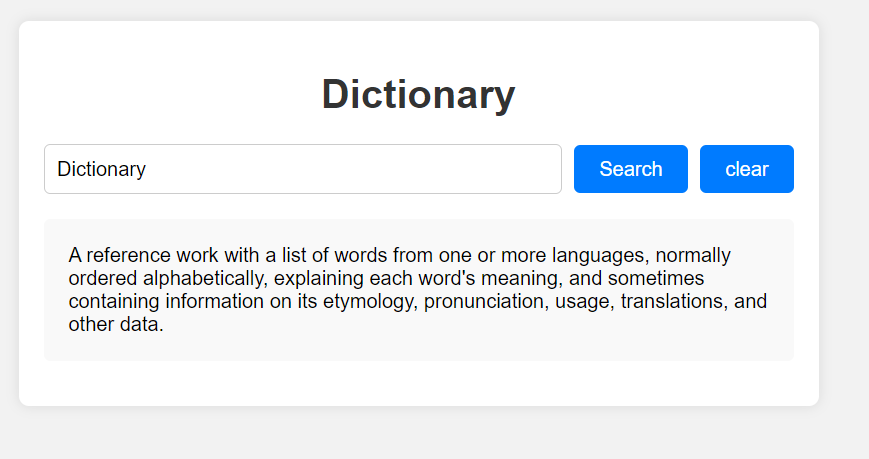 Dictionary
Dictionary
Search
clear
A reference work with a list of words from one or more languages, normally
ordered alphabetically, explaining each word's meaning, and sometimes
containing information on its etymology, pronunciation, usage, translations, and
other data.